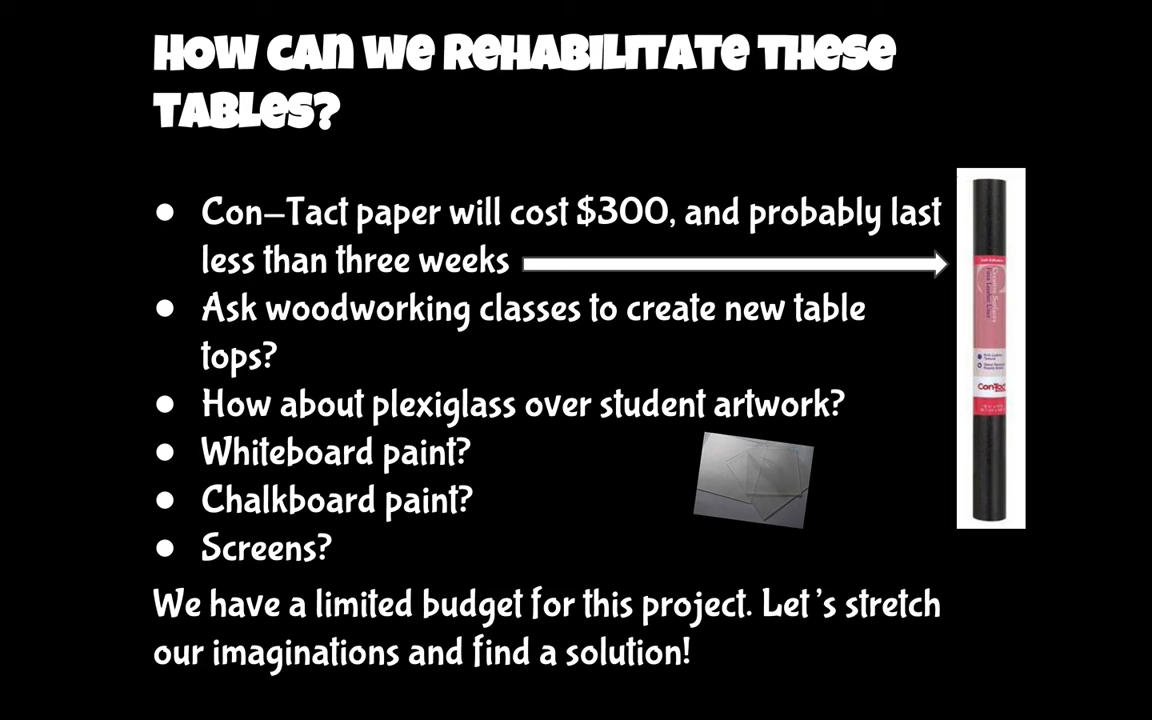 How can we rehabilitate these
tables?
● Con-Tact paper will cost $300, and probably last
less than three weeks
● Ask woodworking classes to create new table
tops?
● How about plexiglass over student artwork?
● Whiteboard paint?
● Chalkboard paint?
● Screens?
We have a limited budget for this project. Let's stretch
our imaginations and find a solution!
Con-Tact